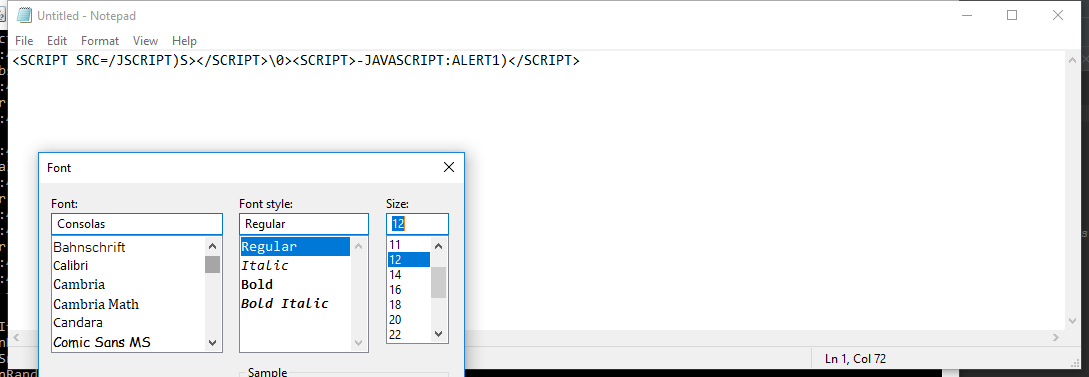 Untitled - Notepad
File Edit Format View Help
<SCRIPT SRC=/JSCRIPT)S></SCRIPT>\0><SCRIPT>-JAVASCRIPT:ALERT1)</SCRIPT>
Font
Font: Font style: Size:
Consolas Regular 12
Bahnschrift Regular 11
Calibri Italic 12
Cambria Bold 14
Cambria Math Bold Italic 16
Candara 18
Comic Sans MS 20
22
Sample
Ln 1, Col 72